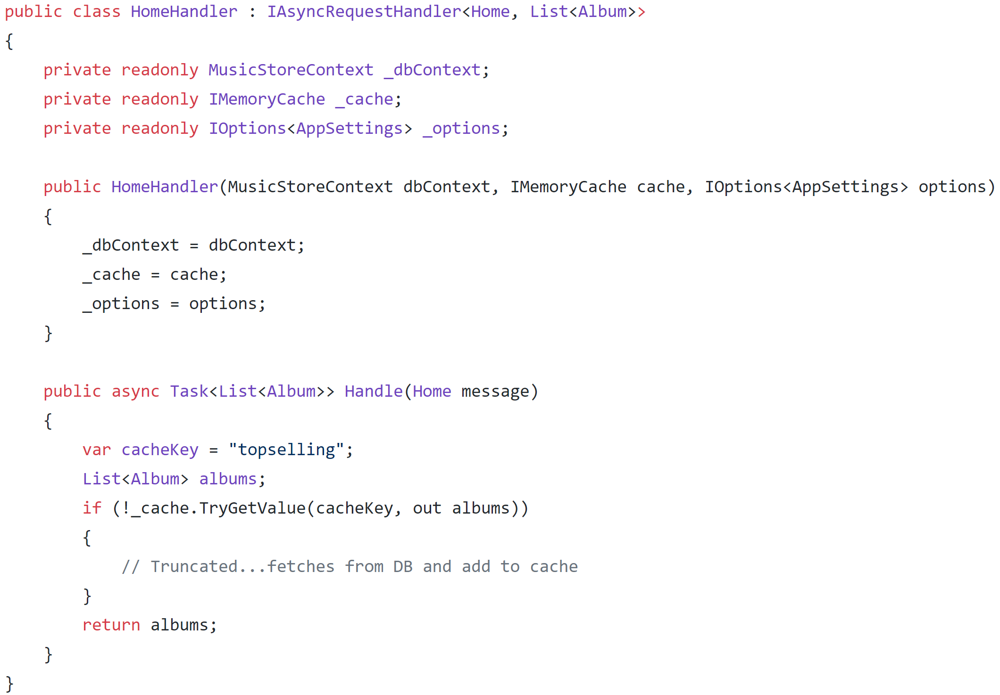 public class HomeHandler : IAsyncRequestHandler<Home, List<Album>>
{
    private readonly MusicStoreContext _dbContext;
    private readonly IMemoryCache _cache;
    private readonly IOptions<AppSettings> _options;

    public HomeHandler(MusicStoreContext dbContext, IMemoryCache cache, IOptions<AppSettings> options)
    {
        _dbContext = dbContext;
        _cache = cache;
        _options = options;
    }

    public async Task<List<Album>> Handle(Home message)
    {
        var cacheKey = "topselling";
        List<Album> albums;
        if (!_cache.TryGetValue(cacheKey, out albums))
        {
            // Truncated...fetches from DB and add to cache
        }
        return albums;
    }
}